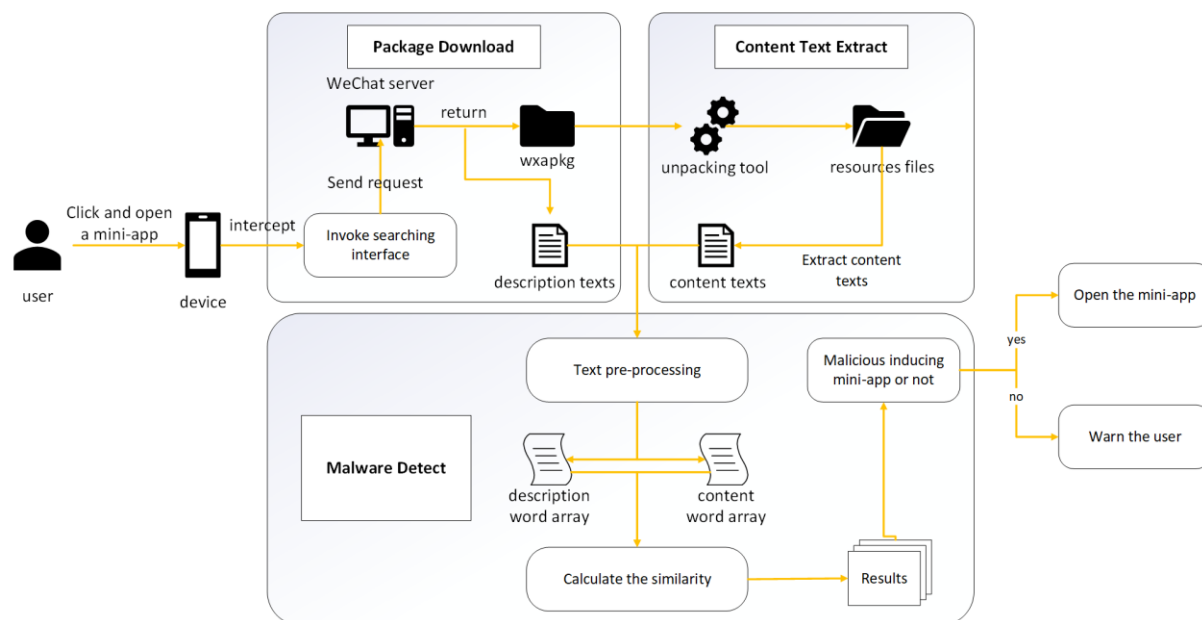 Package Download
Content Text Extract
WeChat server
return
wxapkg
unpacking tool
resources files
Send request
Click and open
a mini-app
intercept
Invoke searching
interface
user
device
description texts
content texts
Extract content
texts
Open the mini-app
yes
no
Warn the user
Text pre-processing
Malicious inducing
mini-app or not
Malware Detect
description
word array
content
word array
Calculate the similarity
Results